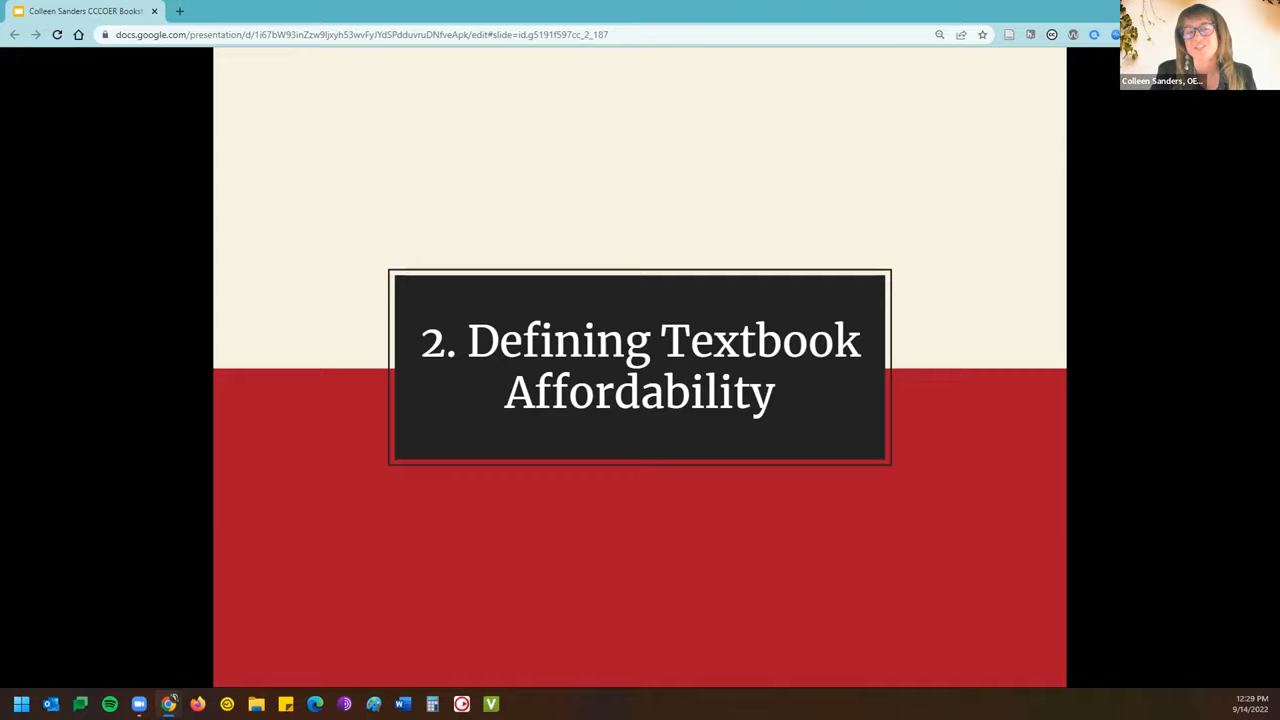 Colleen Sanders CCCOER Books!
docs.google.com/presentation/d/1i67bW93inZzw9Ijxyh53wvFyJYdSPdduvruDNfveApk/edit#slide=id.g5191f597cc_2_187
Colleen Sanders, OE...
2. Defining Textbook
Affordability
12:29 PM
9/14/2022